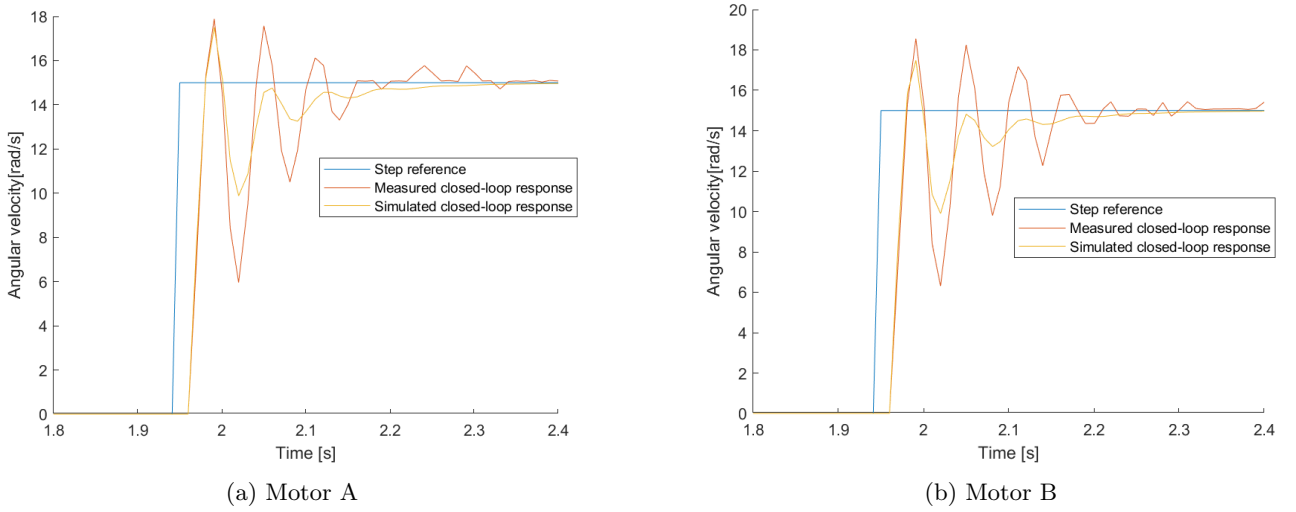 18
16
14
12
10
8
6
4
2
0
Angular velocity[rad/s]
Step reference
Measured closed-loop response
Simulated closed-loop response
1.8 1.9 2 2.1 2.2 2.3 2.4
Time [s]
(a) Motor A
20
18
16
14
12
10
8
6
4
2
0
Angular velocity[rad/s]
Step reference
Measured closed-loop response
Simulated closed-loop response
1.8 1.9 2 2.1 2.2 2.3 2.4
Time [s]
(b) Motor B